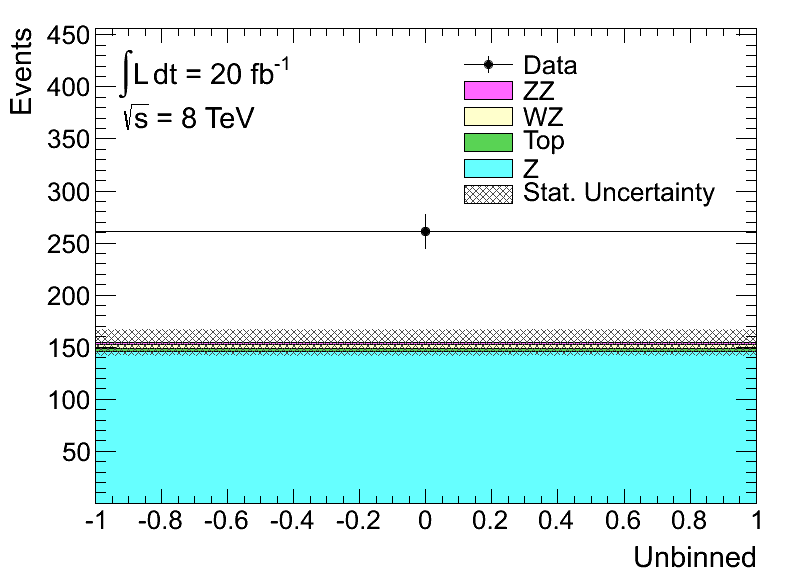 Events
450
400
350
300
250
200
150
100
50
∫L dt = 20 fb⁻¹
√s = 8 TeV
Data
ZZ
WZ
Top
Z
Stat. Uncertainty
-1 -0.8 -0.6 -0.4 -0.2 0 0.2 0.4 0.6 0.8 1
Unbinned